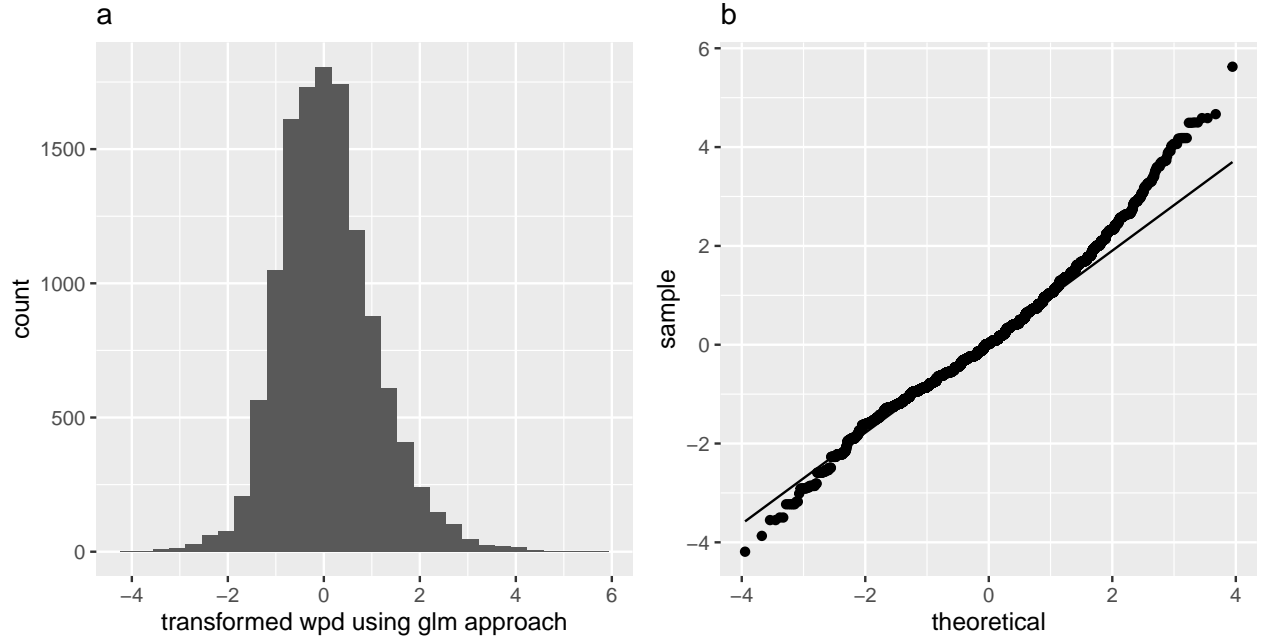 a
1500
1000
500
0
count
−4 −2 0 2 4 6
transformed wpd using glm approach
b
6
4
2
0
−2
−4
sample
−4 −2 0 2 4
theoretical